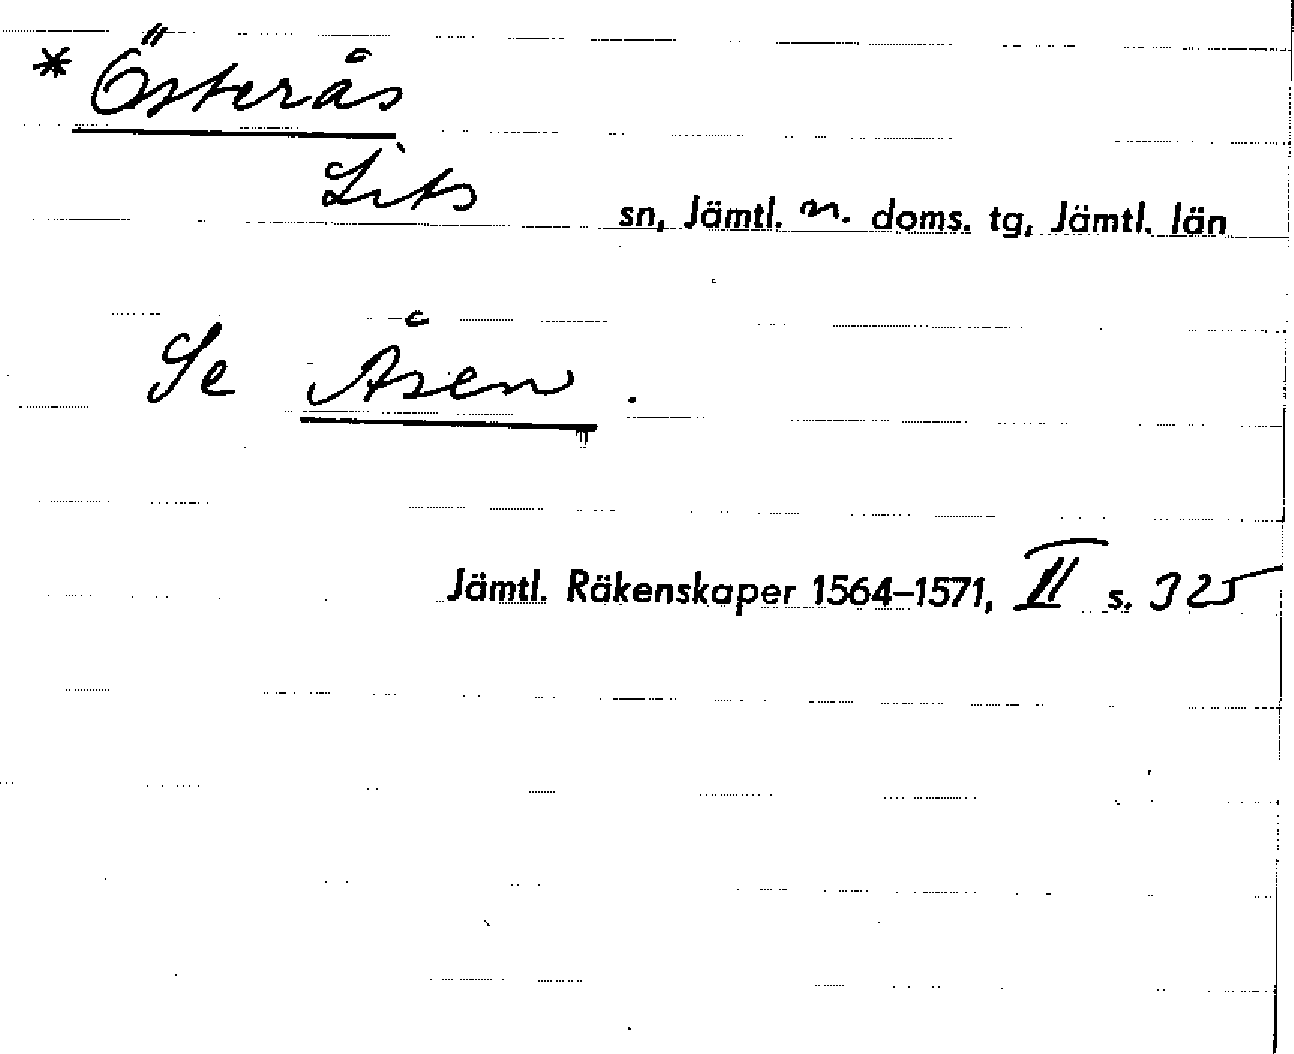 * Österås
Lits sn, Jämtl. n. doms. tg, Jämtl. län
Se Åsen.
Jämtl. Räkenskaper 1564–1571, II s. 325